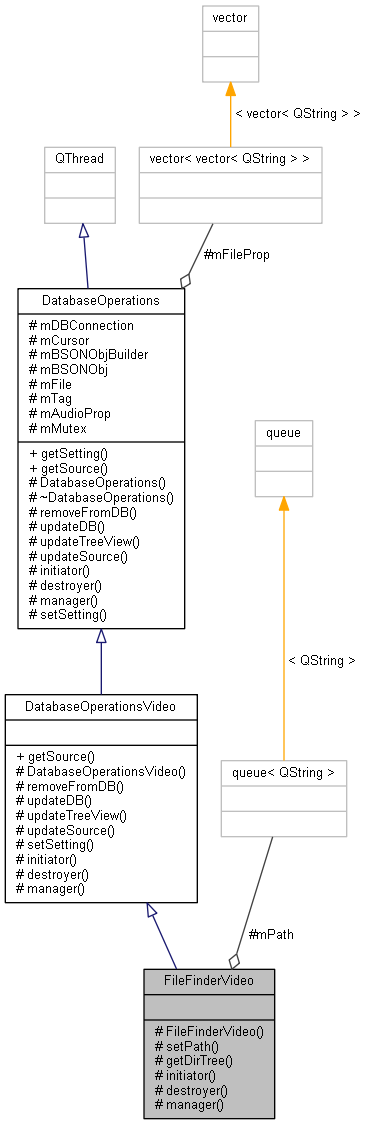 vector
< vector< QString > >
QThread
vector< vector< QString > >
#mFileProp
DatabaseOperations
# mDBConnection
# mCursor
# mBSONObjBuilder
# mBSONObj
# mFile
# mTag
# mAudioProp
# mMutex
+ getSetting()
+ getSource()
# DatabaseOperations()
# ~DatabaseOperations()
# removeFromDB()
# updateDB()
# updateTreeView()
# updateSource()
# initiator()
# destroyer()
# manager()
# setSetting()
queue
< QString >
DatabaseOperationsVideo
+ getSource()
# DatabaseOperationsVideo()
# removeFromDB()
# updateDB()
# updateTreeView()
# updateSource()
# setSetting()
# initiator()
# destroyer()
# manager()
queue< QString >
#mPath
FileFinderVideo
# FileFinderVideo()
# setPath()
# getDirTree()
# initiator()
# destroyer()
# manager()